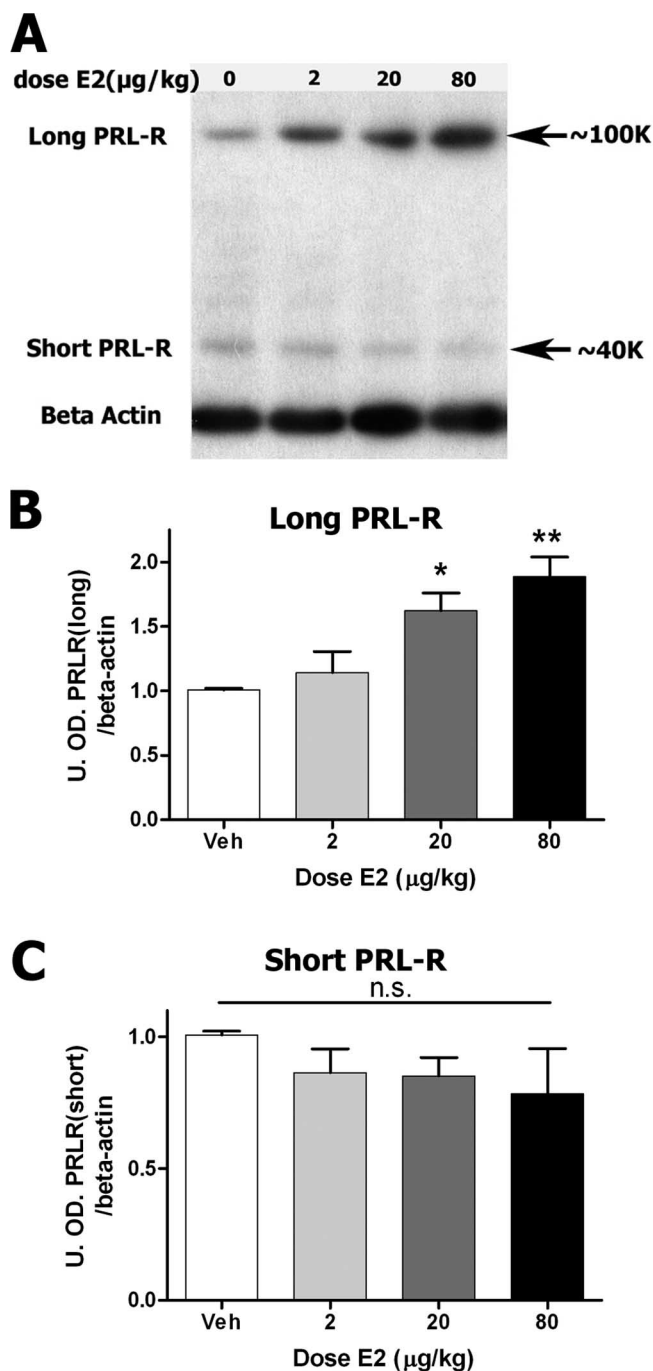 A
dose E2(µg/kg) 0 2 20 80
Long PRL-R ~100K
Short PRL-R ~40K
Beta Actin
B
Long PRL-R
U. OD. PRLR(long)
/beta-actin
2.0
1.5
1.0
0.5
0.0
* **
Veh 2 20 80
Dose E2 (µg/kg)
C
Short PRL-R
n.s.
U. OD. PRLR(short)
/beta-actin
1.0
0.5
0.0
Veh 2 20 80
Dose E2 (µg/kg)